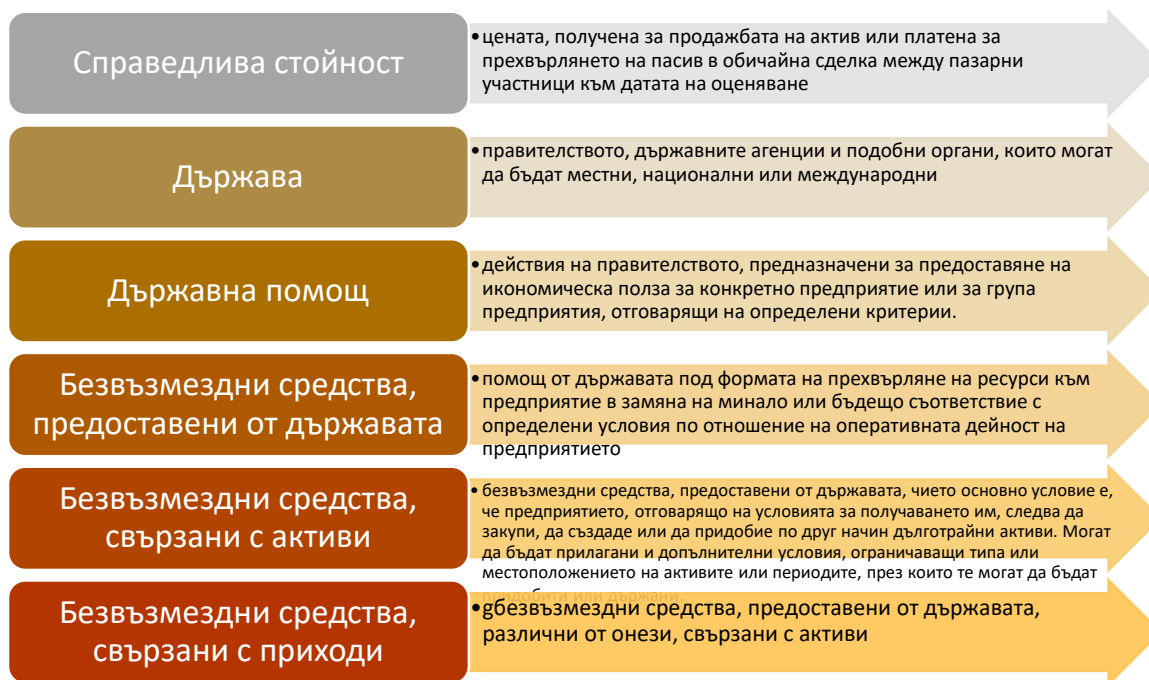 Справедлива стойност
•цената, получена за продажбата на актив или платена за
прехвърлянето на пасив в обичайна сделка между пазарни
участници към датата на оценяване
Държава
•правителството, държавните агенции и подобни органи, които могат
да бъдат местни, национални или международни
Държавна помощ
•действия на правителството, предназначени за предоставяне на
икономическа полза за конкретно предприятие или за група
предприятия, отговарящи на определени критерии.
Безвъзмездни средства,
предоставени от държавата
•помощ от държавата под формата на прехвърляне на ресурси към
предприятие в замяна на минало или бъдещо съответствие с
определени условия по отношение на оперативната дейност на
предприятието
Безвъзмездни средства,
свързани с активи
•безвъзмездни средства, предоставени от държавата, чието основно условие е,
че предприятието, отговарящо на условията за получаването им, следва да
закупи, да създаде или да придобие по друг начин дълготрайни активи. Могат
да бъдат прилагани и допълнителни условия, ограничаващи типа или
местоположението на активите или периодите, през които те могат да бъдат
придобити или държани.
Безвъзмездни средства,
свързани с приходи
•gбезвъзмездни средства, предоставени от държавата,
различни от онези, свързани с активи